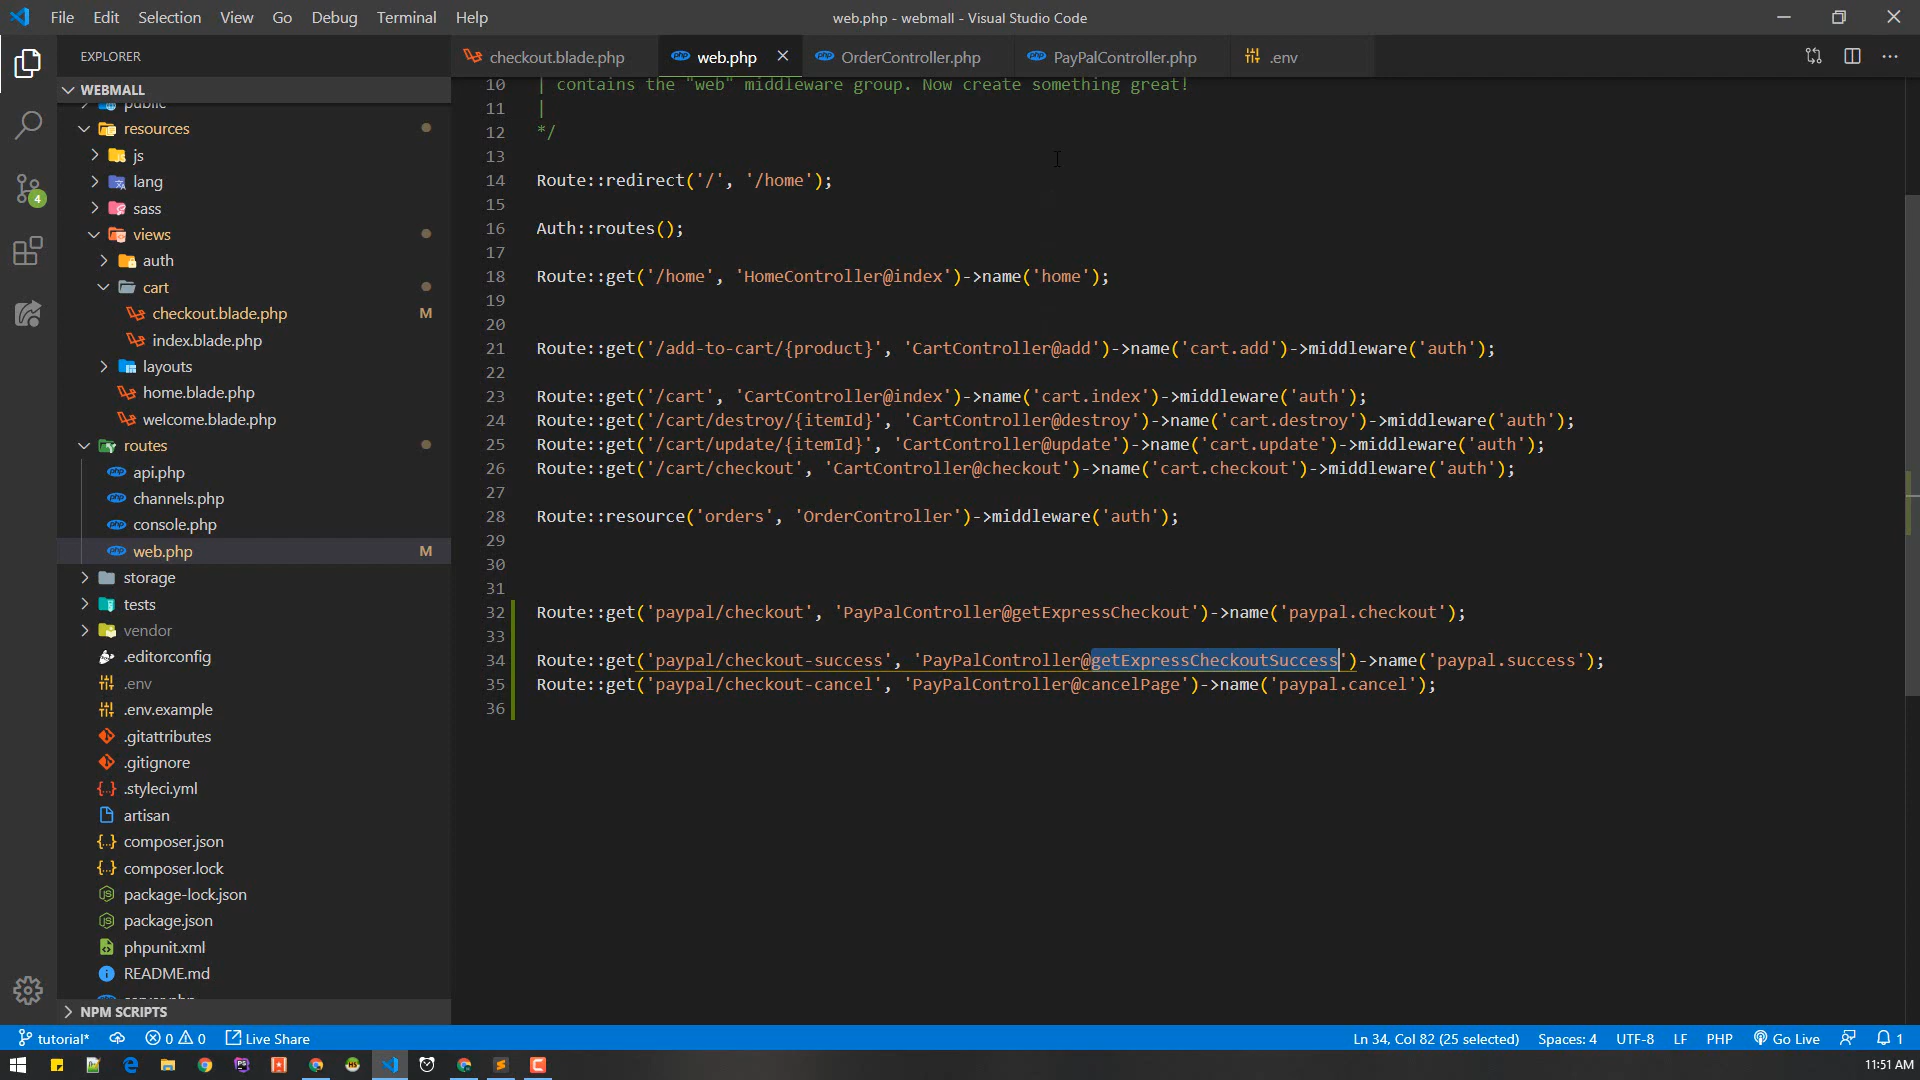 File Edit Selection View Go Debug Terminal Help
web.php - webmall - Visual Studio Code
EXPLORER
checkout.blade.php
web.php
OrderController.php
PayPalController.php
.env
WEBMALL
public
resources
js
lang
sass
views
auth
cart
checkout.blade.php M
index.blade.php
layouts
home.blade.php
welcome.blade.php
routes
api.php
channels.php
console.php
web.php M
storage
tests
vendor
.editorconfig
.env
.env.example
.gitattributes
.gitignore
.styleci.yml
artisan
composer.json
composer.lock
package-lock.json
package.json
phpunit.xml
README.md
server.php
NPM SCRIPTS
4
10 | contains the "web" middleware group. Now create something great!
11 |
12 */
13
14 Route::redirect('/', '/home');
15
16 Auth::routes();
17
18 Route::get('/home', 'HomeController@index')->name('home');
19
20
21 Route::get('/add-to-cart/{product}', 'CartController@add')->name('cart.add')->middleware('auth');
22
23 Route::get('/cart', 'CartController@index')->name('cart.index')->middleware('auth');
24 Route::get('/cart/destroy/{itemId}', 'CartController@destroy')->name('cart.destroy')->middleware('auth');
25 Route::get('/cart/update/{itemId}', 'CartController@update')->name('cart.update')->middleware('auth');
26 Route::get('/cart/checkout', 'CartController@checkout')->name('cart.checkout')->middleware('auth');
27
28 Route::resource('orders', 'OrderController')->middleware('auth');
29
30
31
32 Route::get('paypal/checkout', 'PayPalController@getExpressCheckout')->name('paypal.checkout');
33
34 Route::get('paypal/checkout-success', 'PayPalController@getExpressCheckoutSuccess')->name('paypal.success');
35 Route::get('paypal/checkout-cancel', 'PayPalController@cancelPage')->name('paypal.cancel');
36
tutorial* 0 0 Live Share
Ln 34, Col 82 (25 selected) Spaces: 4 UTF-8 LF PHP Go Live 1
11:51 AM